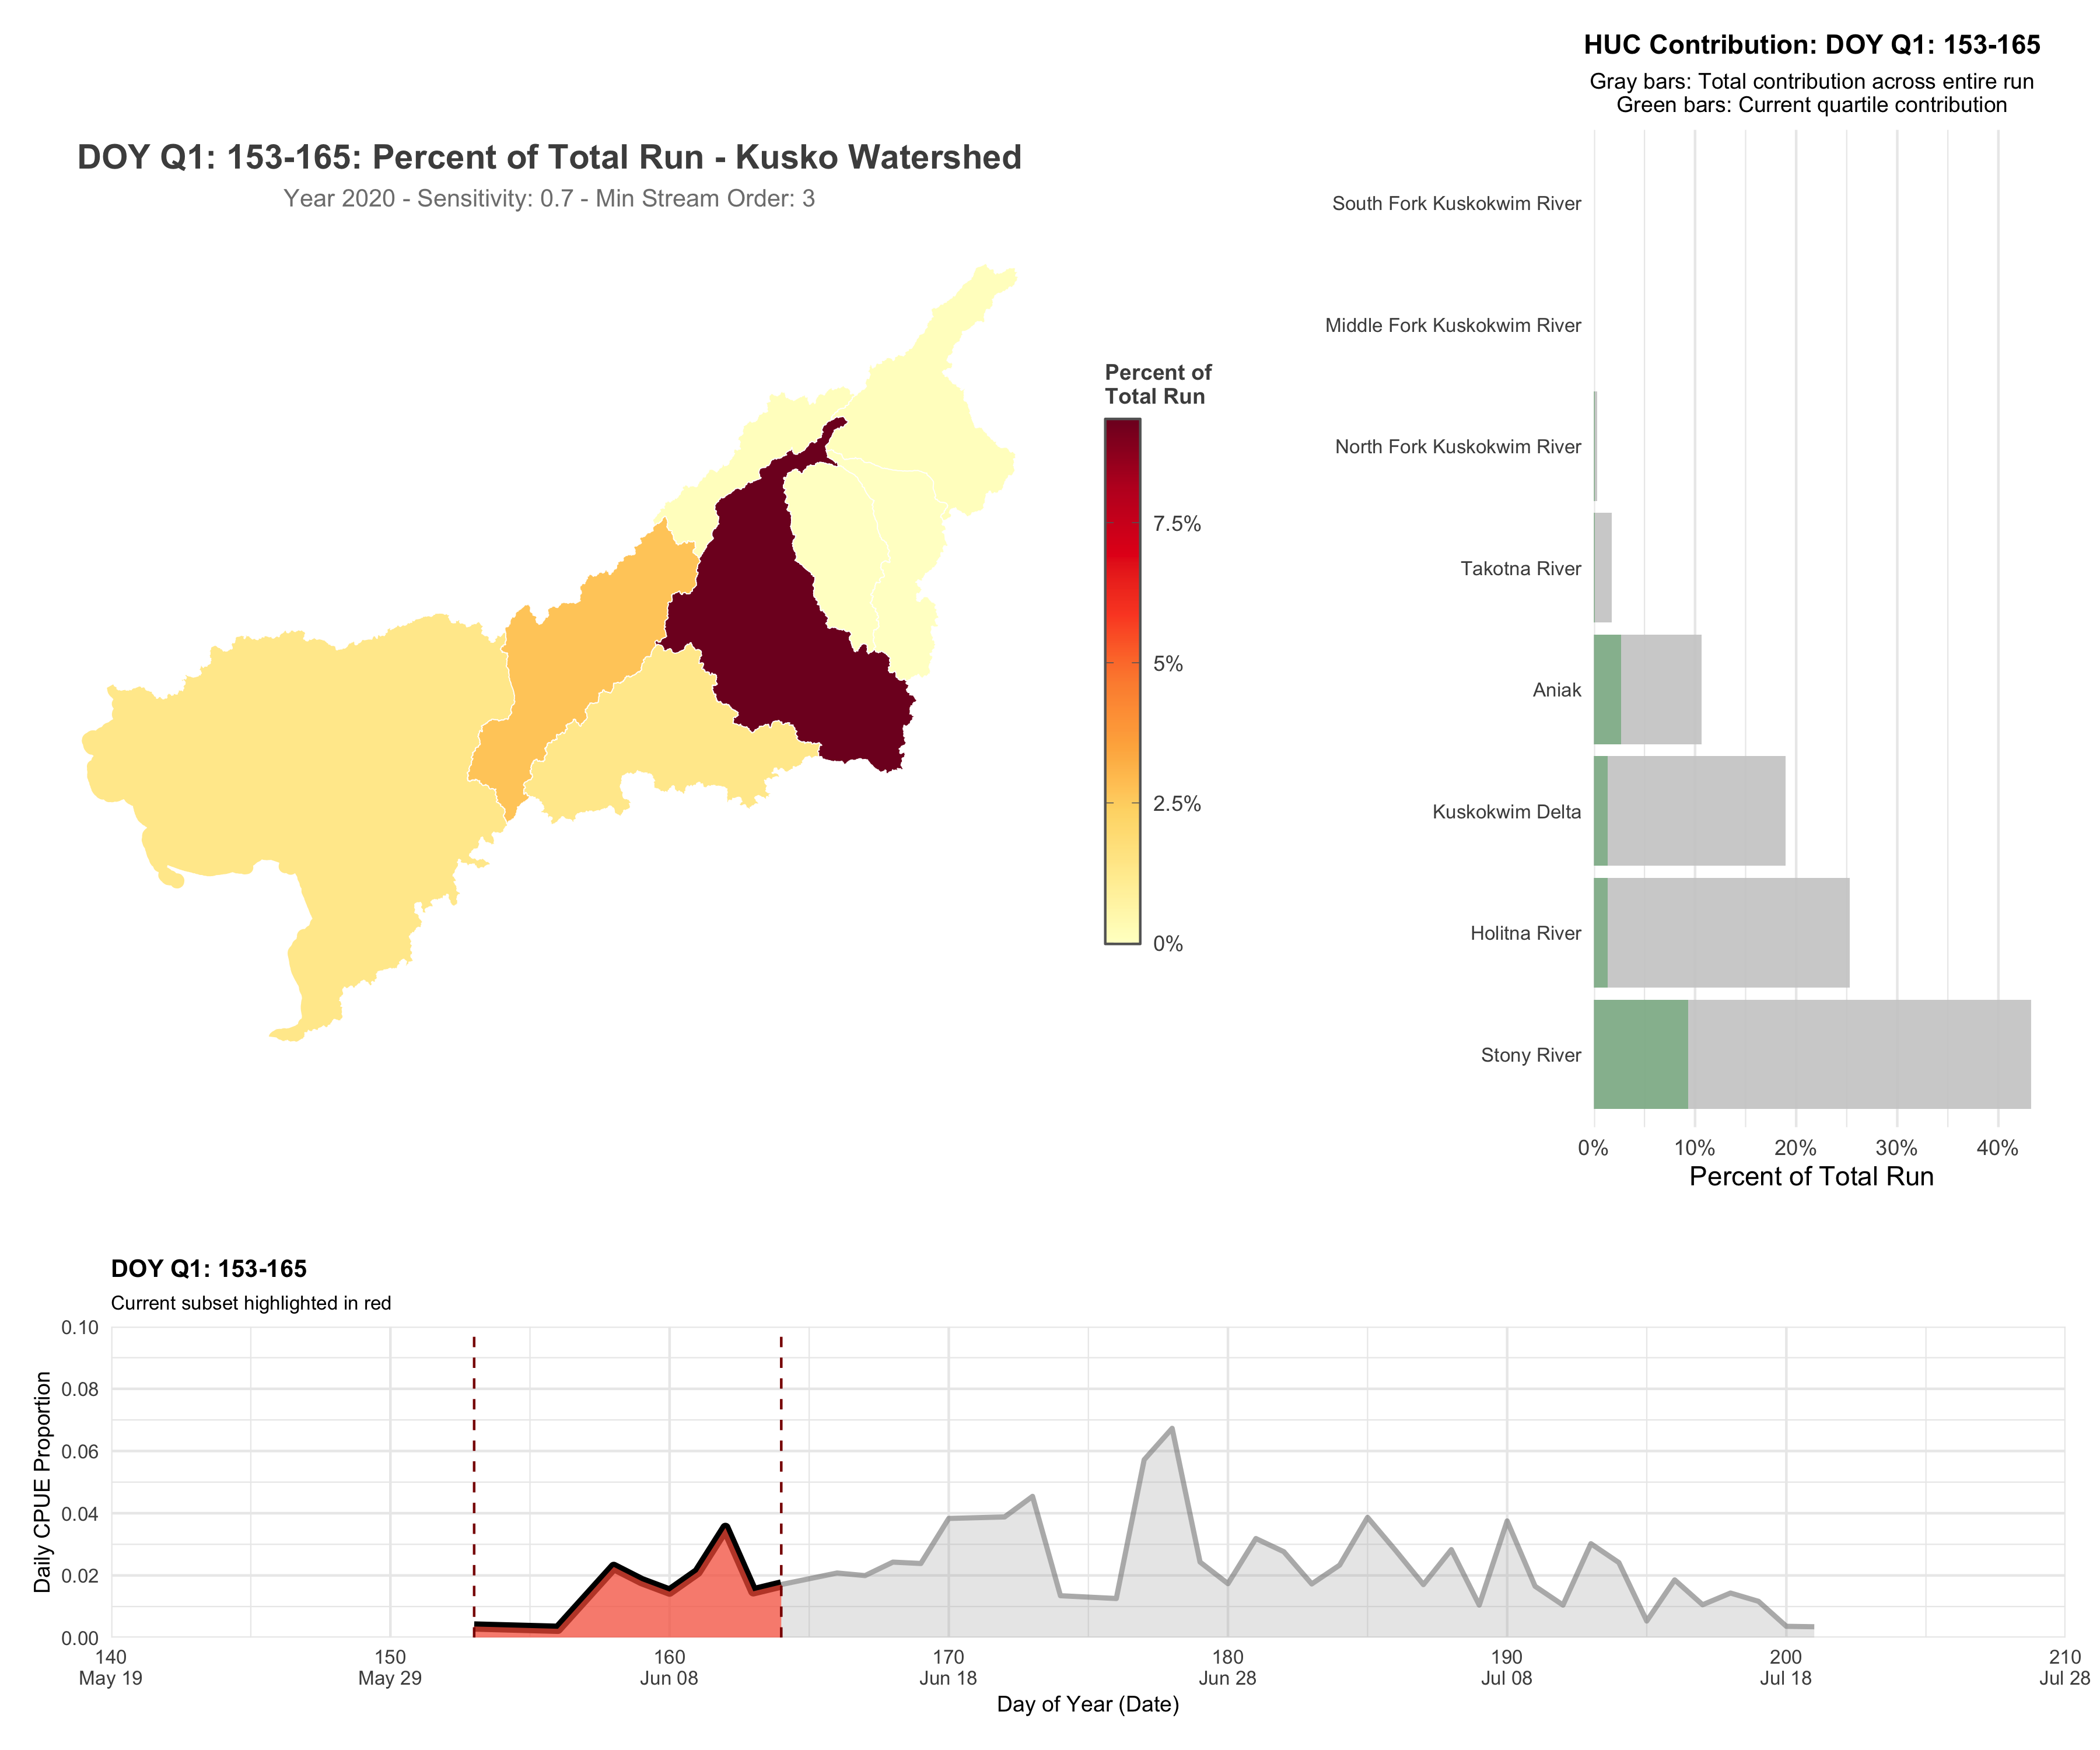 DOY Q1: 153-165: Percent of Total Run - Kusko Watershed
Year 2020 - Sensitivity: 0.7 - Min Stream Order: 3
Percent of
Total Run
7.5%
5%
2.5%
0%
HUC Contribution: DOY Q1: 153-165
Gray bars: Total contribution across entire run
Green bars: Current quartile contribution
South Fork Kuskokwim River
Middle Fork Kuskokwim River
North Fork Kuskokwim River
Takotna River
Aniak
Kuskokwim Delta
Holitna River
Stony River
0% 10% 20% 30% 40%
Percent of Total Run
DOY Q1: 153-165
Current subset highlighted in red
Daily CPUE Proportion
0.10
0.08
0.06
0.04
0.02
0.00
140 150 160 170 180 190 200 210
May 19 May 29 Jun 08 Jun 18 Jun 28 Jul 08 Jul 18 Jul 28
Day of Year (Date)